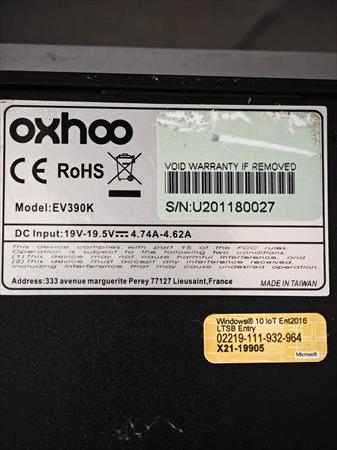 oxhoo
CE RoHS
VOID WARRANTY IF REMOVED
Model:EV390K
S/N:U201180027
DC Input:19V-19.5V⎓ 4.74A-4.62A
This device complies with part 15 of the FCC rules
Operation is subject to the following two conditions:
(1)This device may not cause harmful interference, and
(2)This device must accept any interference received,
including interference that may cause undesired operation.
Address:333 avenue marguerite Perey 77127 Lieusaint,France
MADE IN TAIWAN
Windows® 10 IoT Ent2016
LTSB Entry
02219-111-932-964
X21-19905
Microsoft